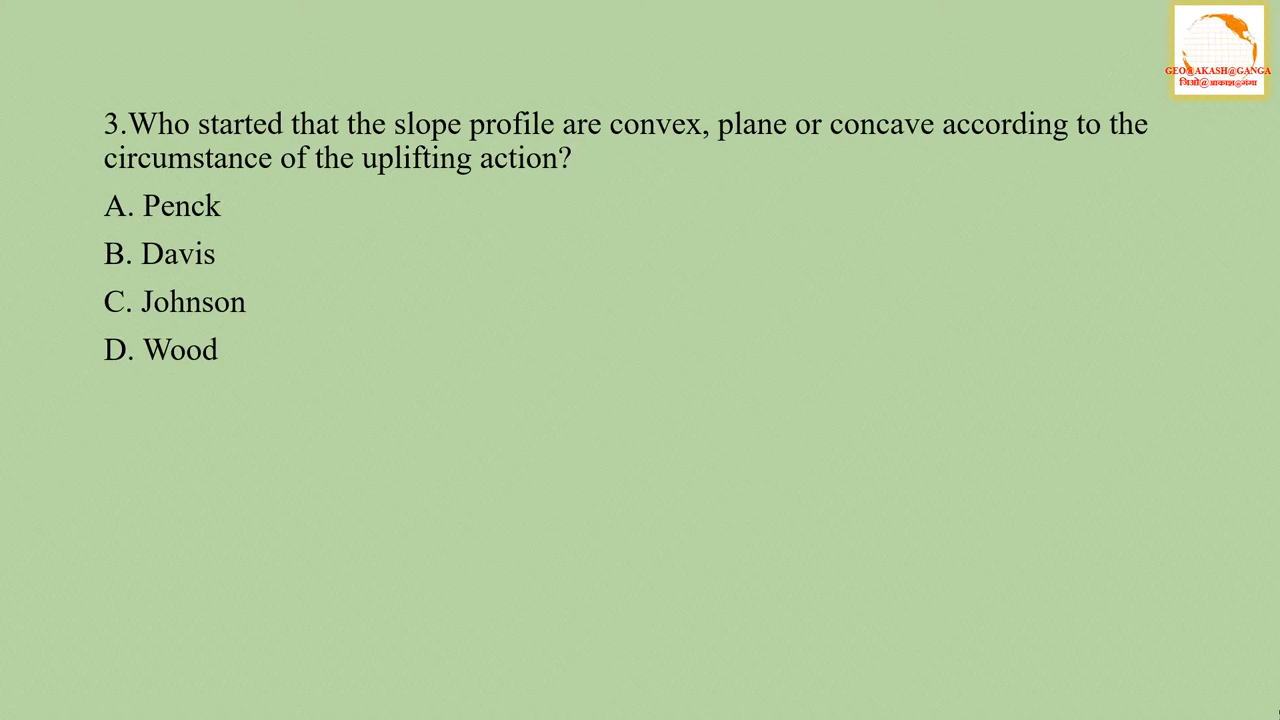 GEO@AKASH@GANGA
जिओ@आकाश@गंगा
3.Who started that the slope profile are convex, plane or concave according to the
circumstance of the uplifting action?
A. Penck
B. Davis
C. Johnson
D. Wood